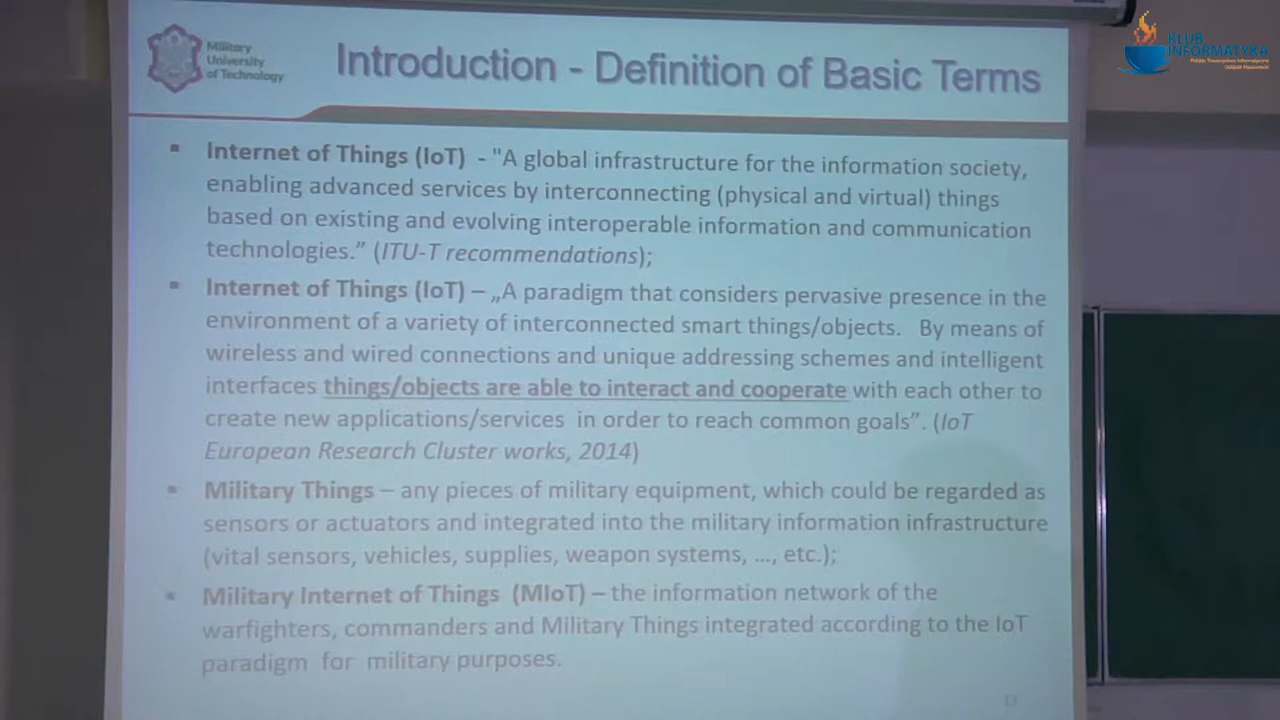 Military
University
of Technology
Introduction - Definition of Basic Terms
KLUB
INFORMATYKA
▪ Internet of Things (IoT) - "A global infrastructure for the information society,
enabling advanced services by interconnecting (physical and virtual) things
based on existing and evolving interoperable information and communication
technologies.” (ITU-T recommendations);
▪ Internet of Things (IoT) – „A paradigm that considers pervasive presence in the
environment of a variety of interconnected smart things/objects. By means of
wireless and wired connections and unique addressing schemes and intelligent
interfaces things/objects are able to interact and cooperate with each other to
create new applications/services in order to reach common goals”. (IoT
European Research Cluster works, 2014)
▪ Military Things – any pieces of military equipment, which could be regarded as
sensors or actuators and integrated into the military information infrastructure
(vital sensors, vehicles, supplies, weapon systems, ..., etc.);
▪ Military Internet of Things (MIoT) – the information network of the
warfighters, commanders and Military Things integrated according to the IoT
paradigm for military purposes.